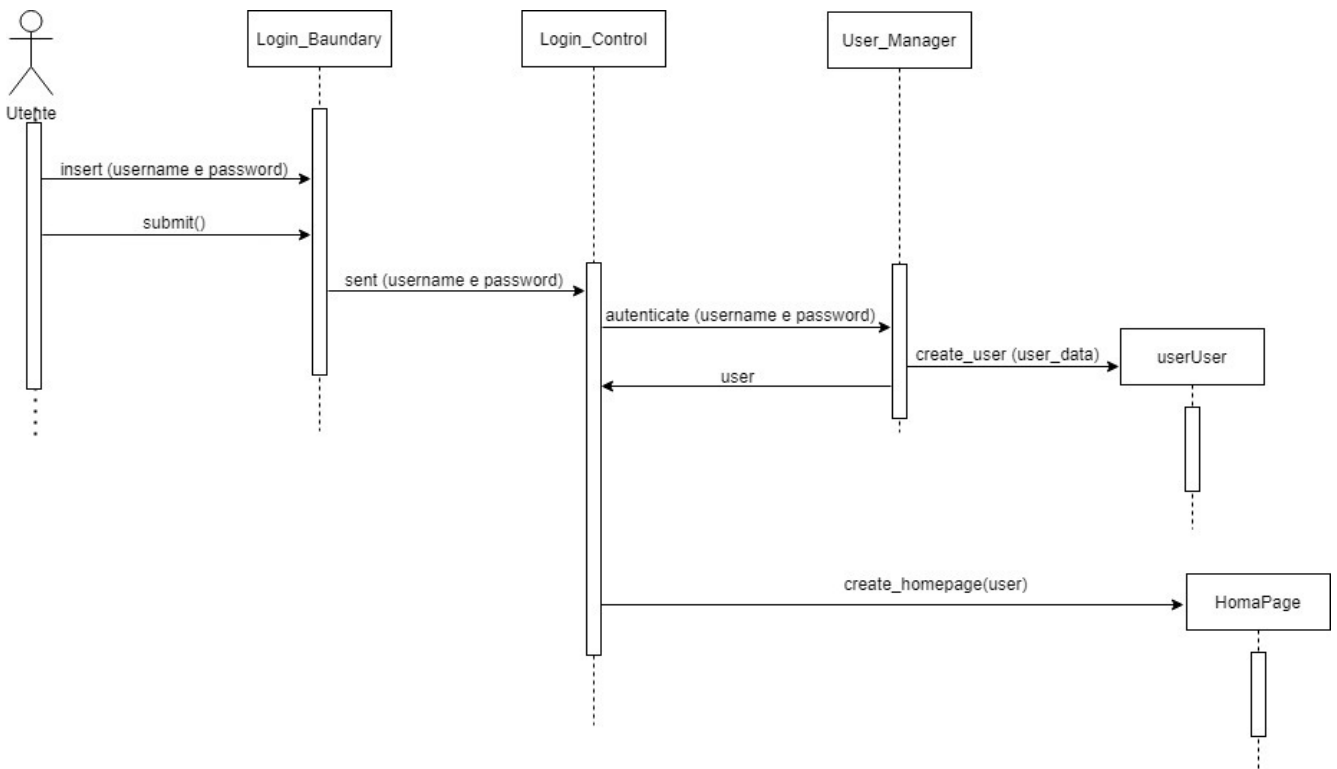 Login_Baundary
Login_Control
User_Manager
Utente
insert (username e password)
submit()
sent (username e password)
autenticate (username e password)
create_user (user_data)
userUser
user
create_homepage(user)
HomaPage